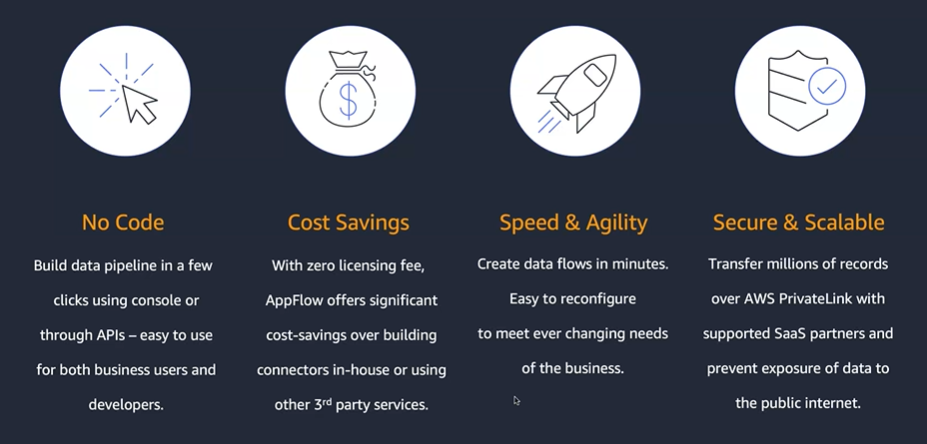 No Code
Build data pipeline in a few
clicks using console or
through APIs – easy to use
for both business users and
developers.
Cost Savings
With zero licensing fee,
AppFlow offers significant
cost-savings over building
connectors in-house or using
other 3rd party services.
Speed & Agility
Create data flows in minutes.
Easy to reconfigure
to meet ever changing needs
of the business.
Secure & Scalable
Transfer millions of records
over AWS PrivateLink with
supported SaaS partners and
prevent exposure of data to
the public internet.
$